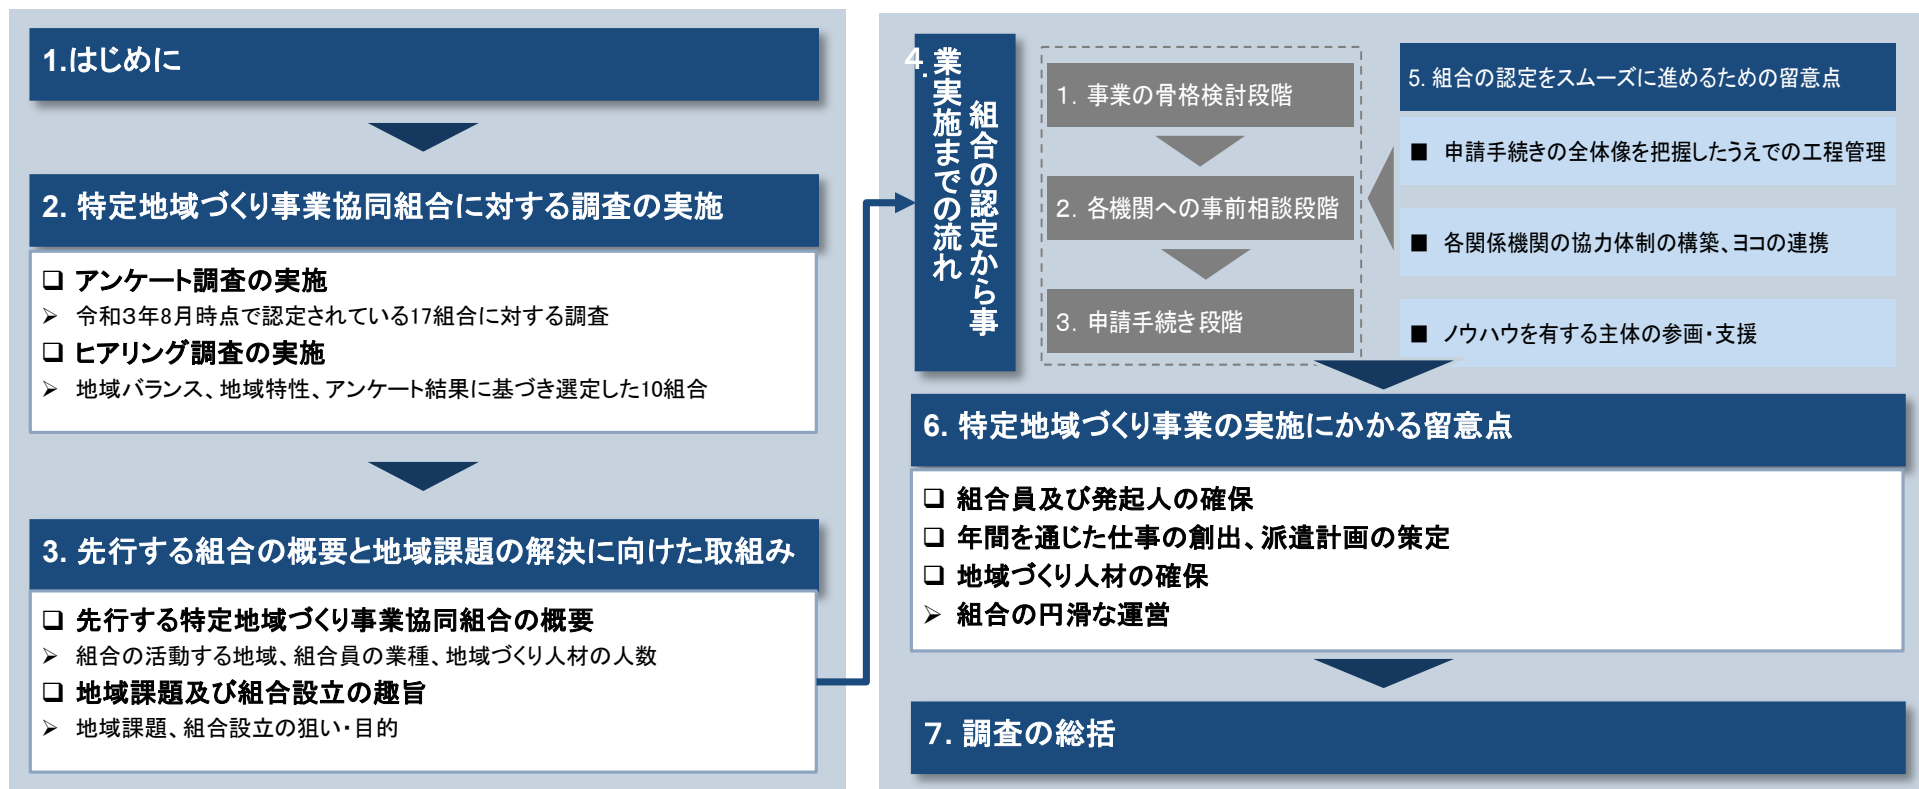 1.はじめに
2. 特定地域づくり事業協同組合に対する調査の実施
❑ アンケート調査の実施
➢ 令和3年8月時点で認定されている17組合に対する調査
❑ ヒアリング調査の実施
➢ 地域バランス、地域特性、アンケート結果に基づき選定した10組合
3. 先行する組合の概要と地域課題の解決に向けた取組み
❑ 先行する特定地域づくり事業協同組合の概要
➢ 組合の活動する地域、組合員の業種、地域づくり人材の人数
❑ 地域課題及び組合設立の趣旨
➢ 地域課題、組合設立の狙い・目的
4.
組合の認定から事
業実施までの流れ
1. 事業の骨格検討段階
2. 各機関への事前相談段階
3. 申請手続き段階
5. 組合の認定をスムーズに進めるための留意点
■ 申請手続きの全体像を把握したうえでの工程管理
■ 各関係機関の協力体制の構築、ヨコの連携
■ ノウハウを有する主体の参画・支援
6. 特定地域づくり事業の実施にかかる留意点
❑ 組合員及び発起人の確保
❑ 年間を通じた仕事の創出、派遣計画の策定
❑ 地域づくり人材の確保
➢ 組合の円滑な運営
7. 調査の総括